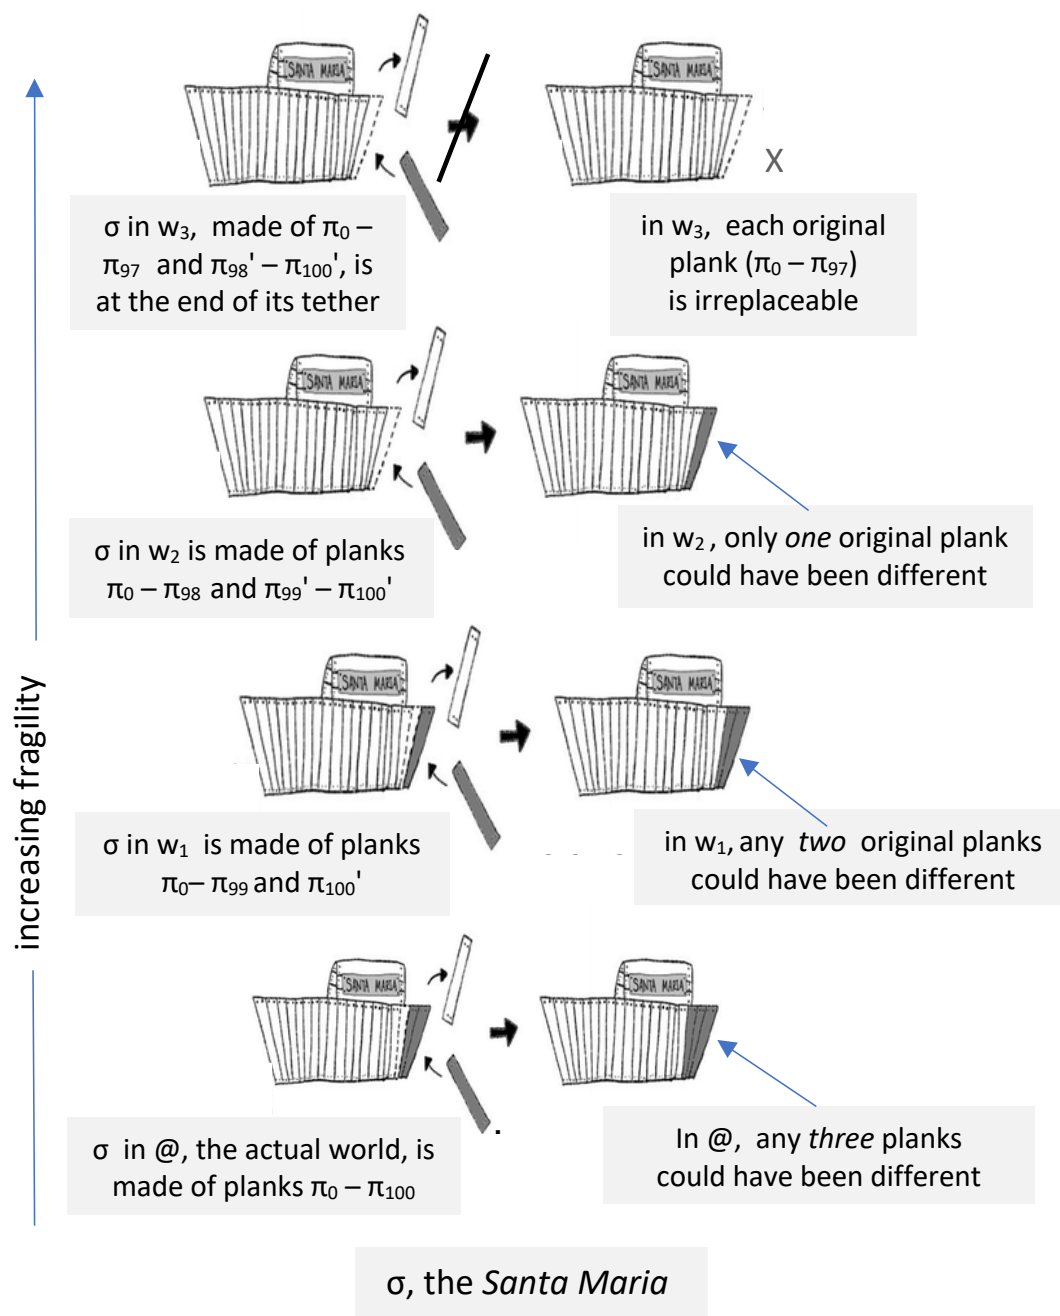 SANTA MARIA
SANTA MARIA
X
σ in w₃, made of π₀ –
π₉₇ and π₉₈' – π₁₀₀', is
at the end of its tether
in w₃, each original
plank (π₀ – π₉₇)
is irreplaceable
SANTA MARIA
SANTA MARIA
σ in w₂ is made of planks
π₀ – π₉₈ and π₉₉' – π₁₀₀'
in w₂ , only one original plank
could have been different
SANTA MARIA
SANTA MARIA
σ in w₁ is made of planks
π₀– π₉₉ and π₁₀₀'
in w₁, any two original planks
could have been different
SANTA MARIA
SANTA MARIA
σ in @, the actual world, is
made of planks π₀ – π₁₀₀
In @, any three planks
could have been different
increasing fragility
σ, the Santa Maria